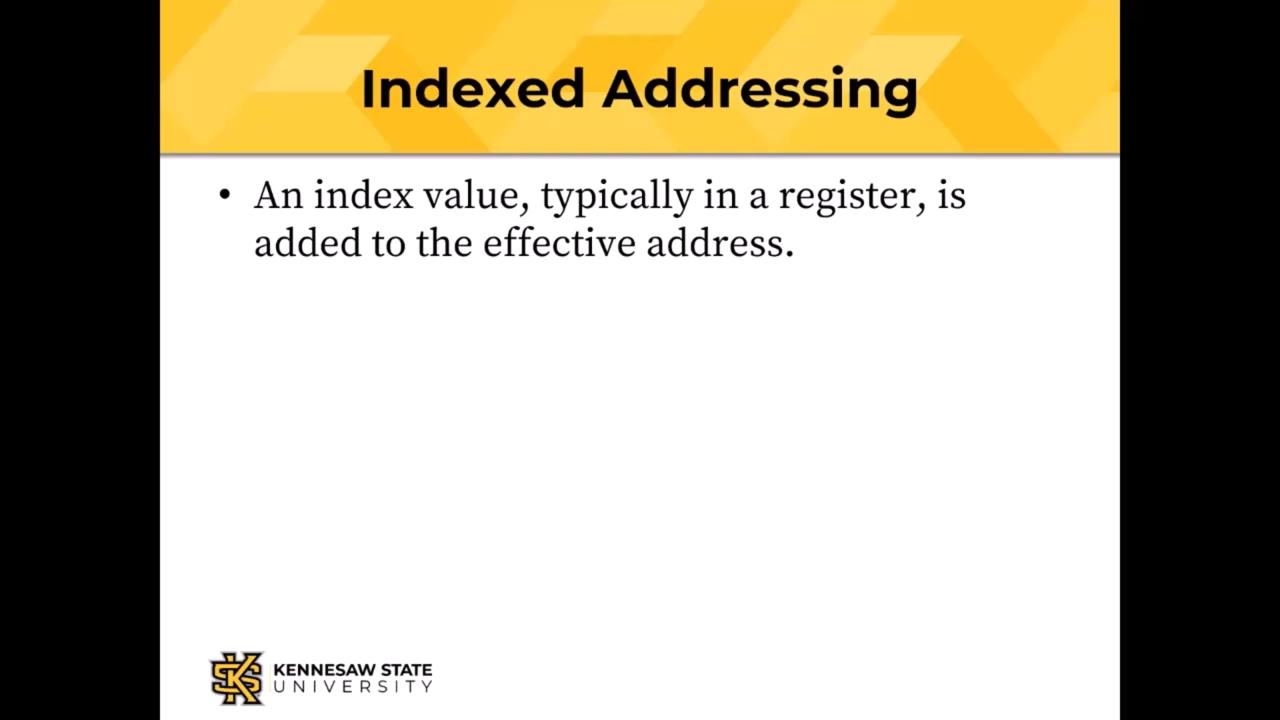 Indexed Addressing
• An index value, typically in a register, is
added to the effective address.
KENNESAW STATE
UNIVERSITY